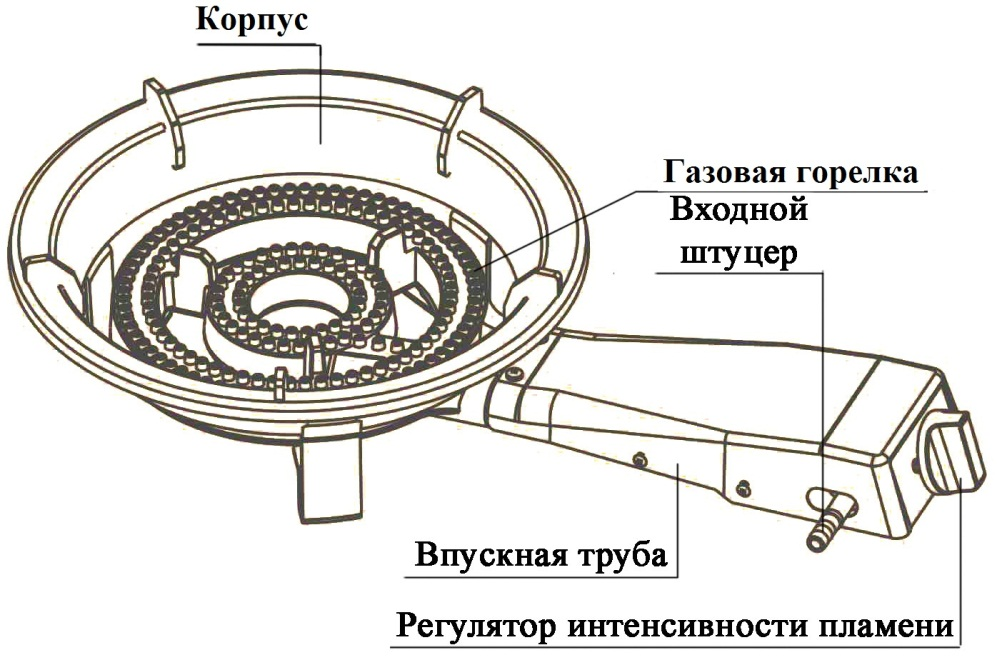 Корпус
Газовая горелка
Входной
штуцер
Впускная труба
Регулятор интенсивности пламени